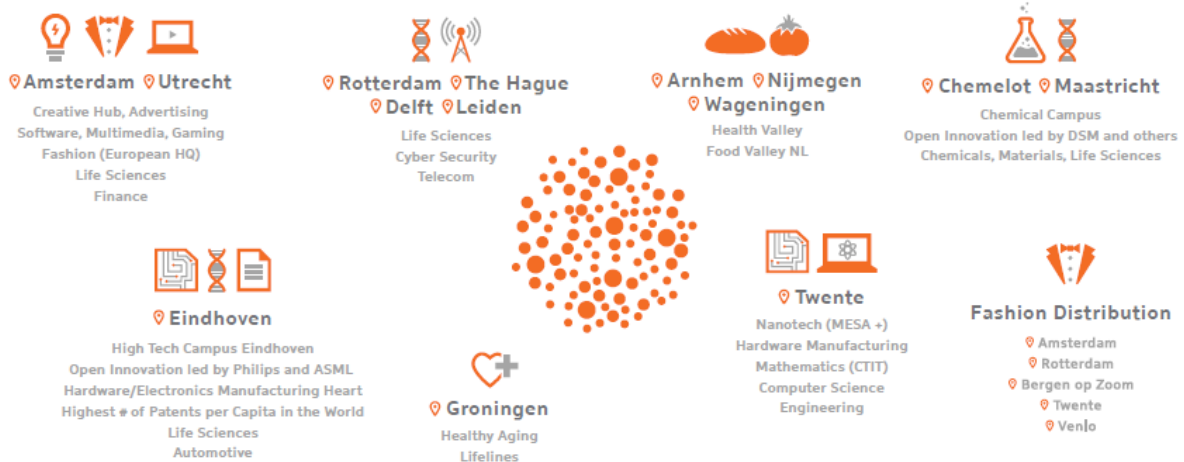 Amsterdam Utrecht
Creative Hub, Advertising
Software, Multimedia, Gaming
Fashion (European HQ)
Life Sciences
Finance
Rotterdam The Hague
Delft Leiden
Life Sciences
Cyber Security
Telecom
Arnhem Nijmegen
Wageningen
Health Valley
Food Valley NL
Chemelot Maastricht
Chemical Campus
Open Innovation led by DSM and others
Chemicals, Materials, Life Sciences
Eindhoven
High Tech Campus Eindhoven
Open Innovation led by Philips and ASML
Hardware/Electronics Manufacturing Heart
Highest # of Patents per Capita in the World
Life Sciences
Automotive
Groningen
Healthy Aging
Lifelines
Twente
Nanotech (MESA +)
Hardware Manufacturing
Mathematics (CTIT)
Computer Science
Engineering
Fashion Distribution
Amsterdam
Rotterdam
Bergen op Zoom
Twente
Venlo